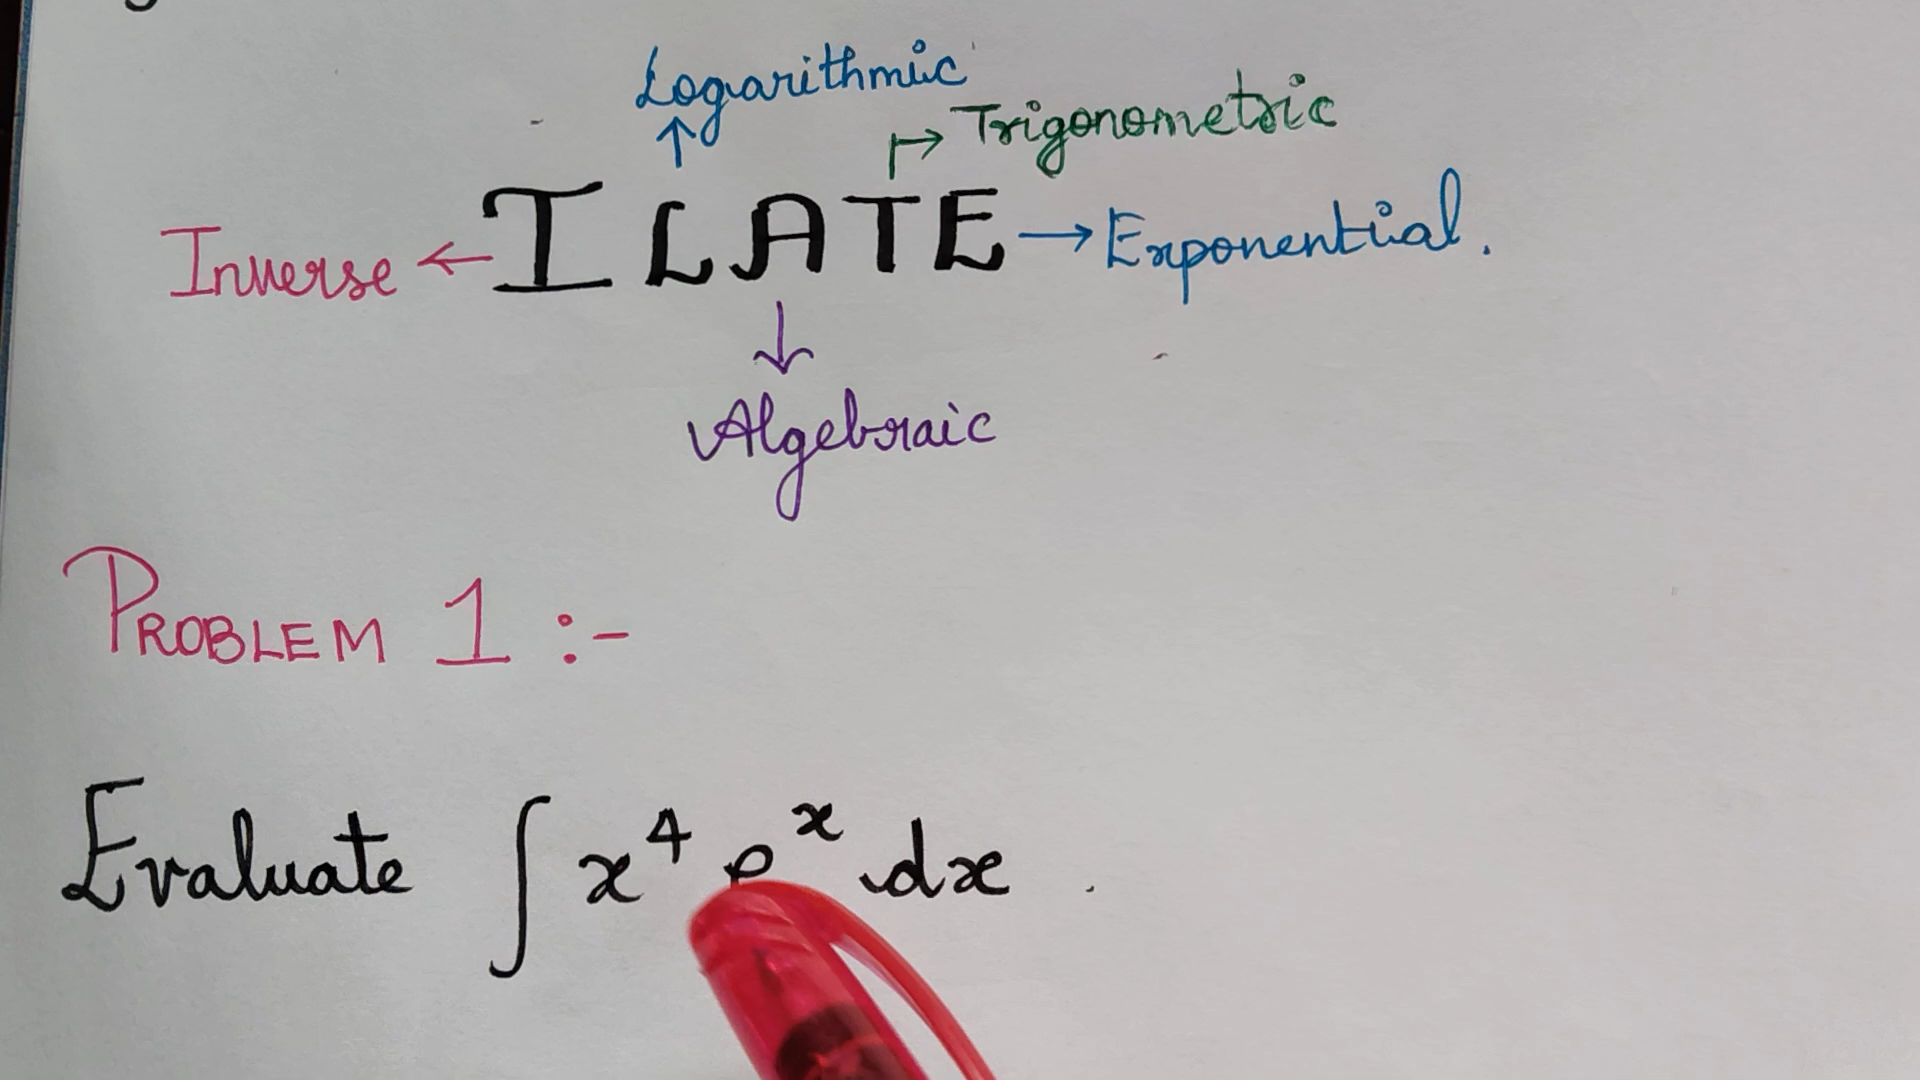 Logarithmic
↑ ↱ Trigonometric
Inverse ← ILATE → Exponential.
↓
Algebraic
PROBLEM 1 :-
Evaluate ∫ x⁴ eˣ dx .